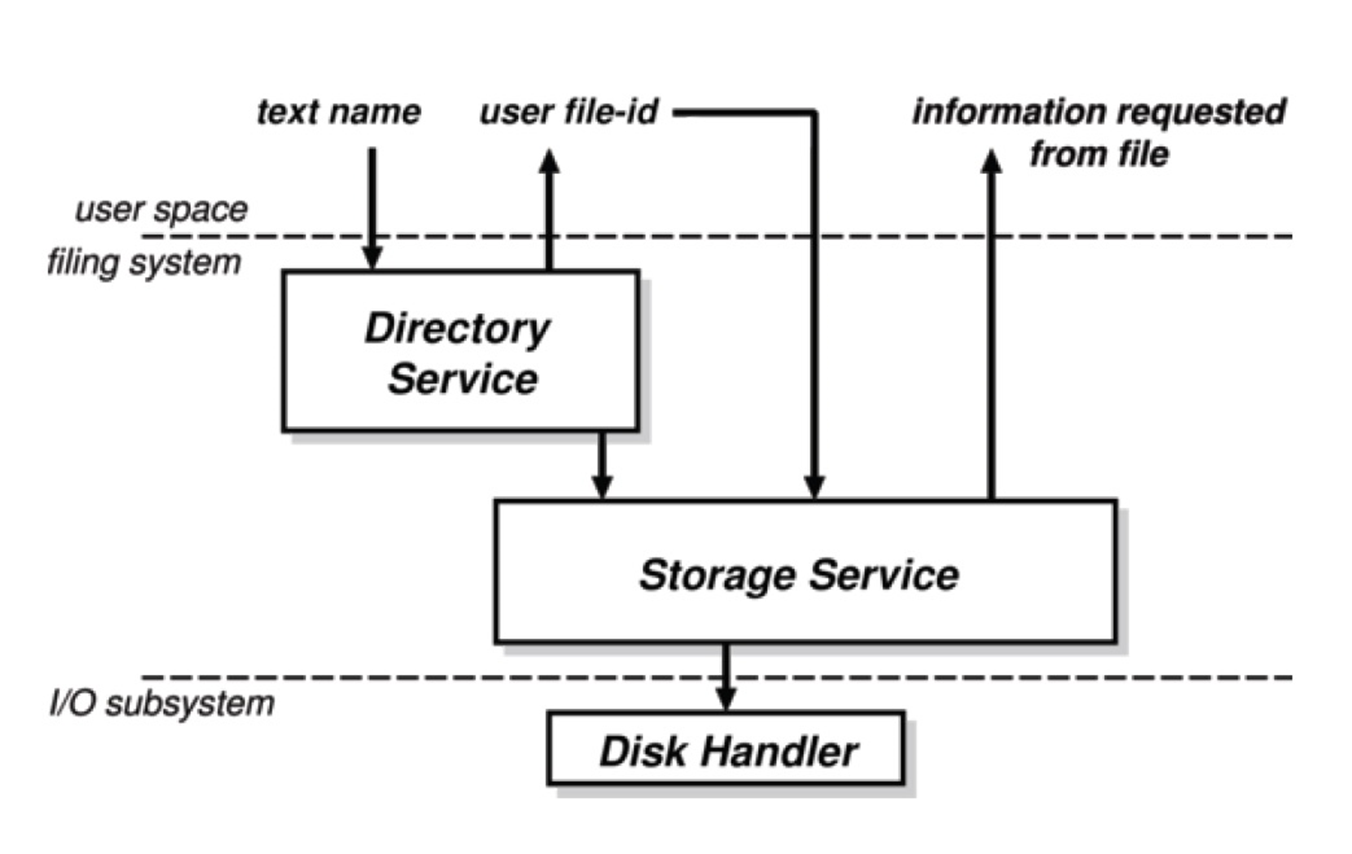 text name
user file-id
information requested
from file
user space
filing system
Directory
Service
Storage Service
I/O subsystem
Disk Handler